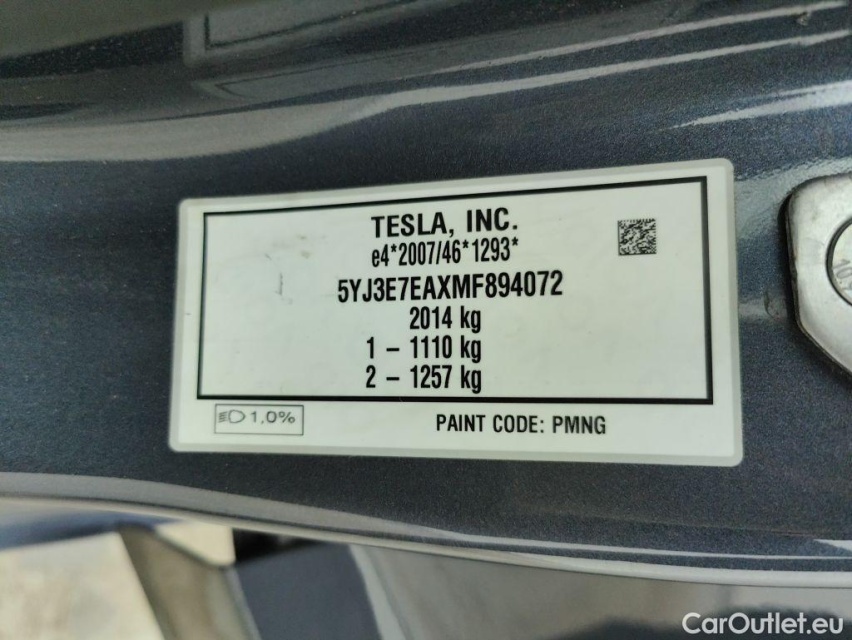 TESLA, INC.
e4*2007/46*1293*
5YJ3E7EAXMF894072
2014 kg
1 – 1110 kg
2 – 1257 kg
1.0%
PAINT CODE: PMNG
CarOutlet.eu